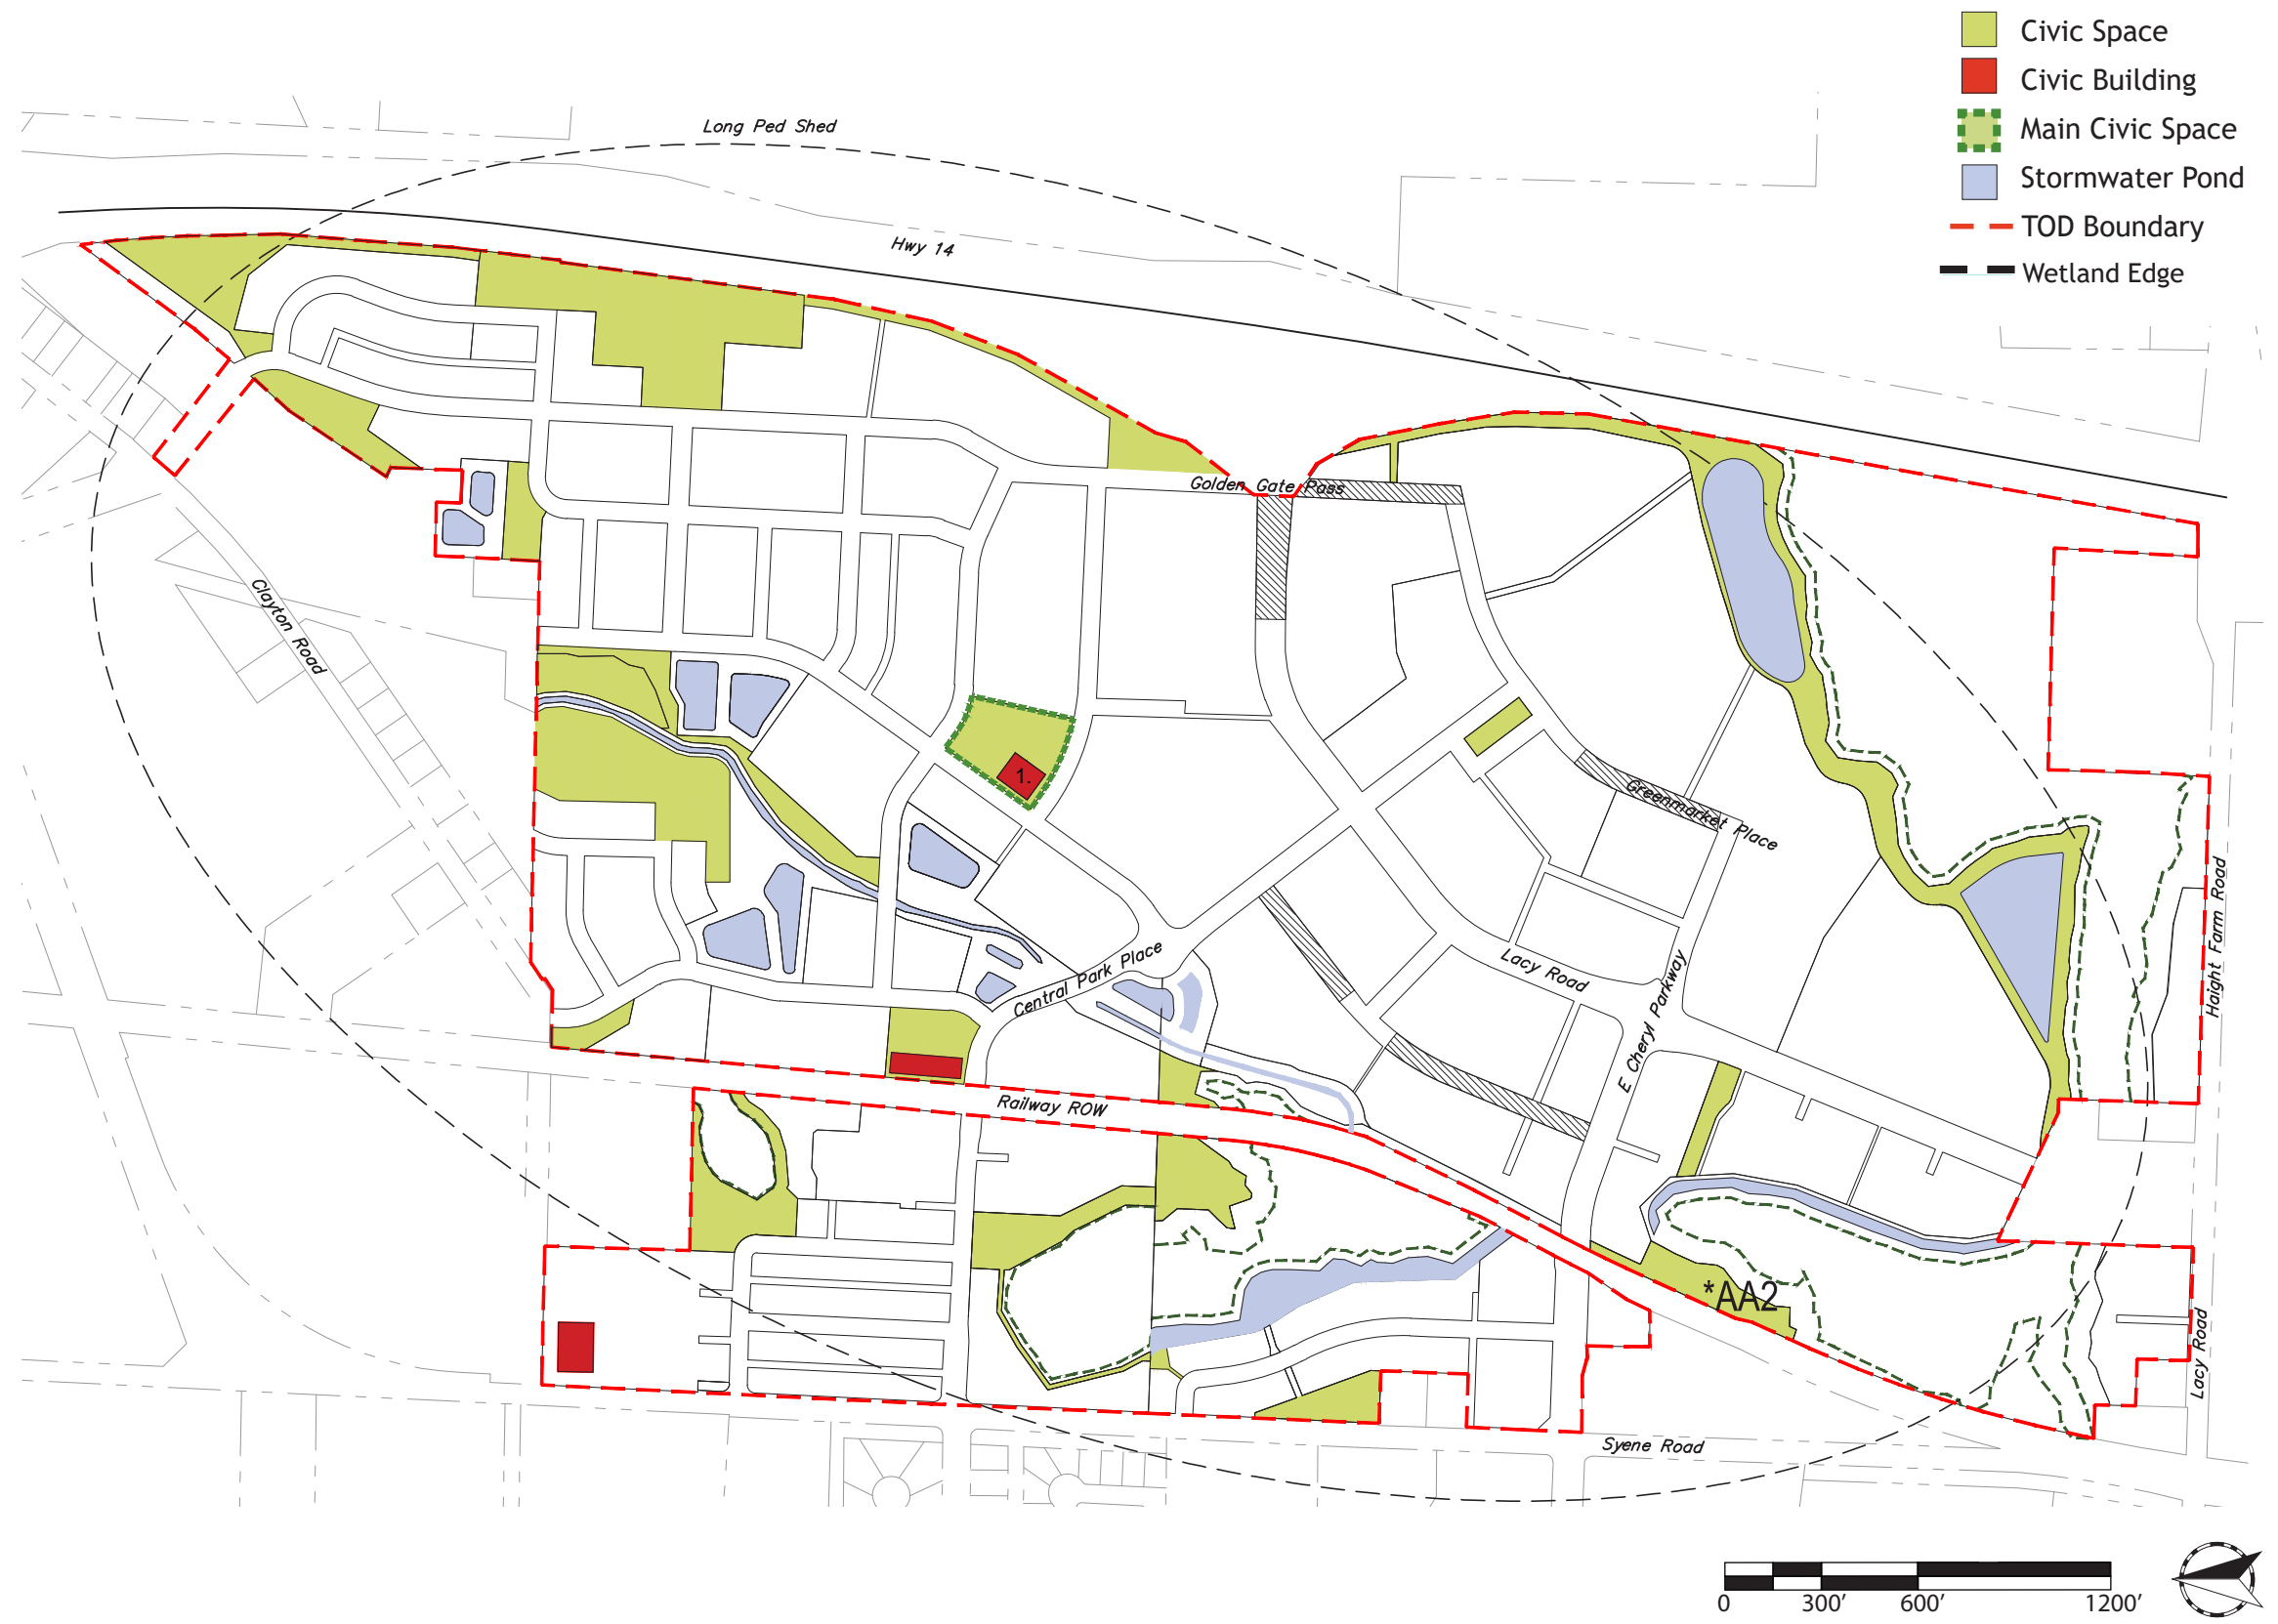 Civic Space
Civic Building
Main Civic Space
Stormwater Pond
TOD Boundary
Wetland Edge
Long Ped Shed
Hwy 14
Golden Gate Pass
Clayton Road
1.
Greenmarket Place
Central Park Place
Lacy Road
E Cheryl Parkway
Haight Farm Road
Railway ROW
*AA2
Lacy Road
Syene Road
0 300’ 600’ 1200’